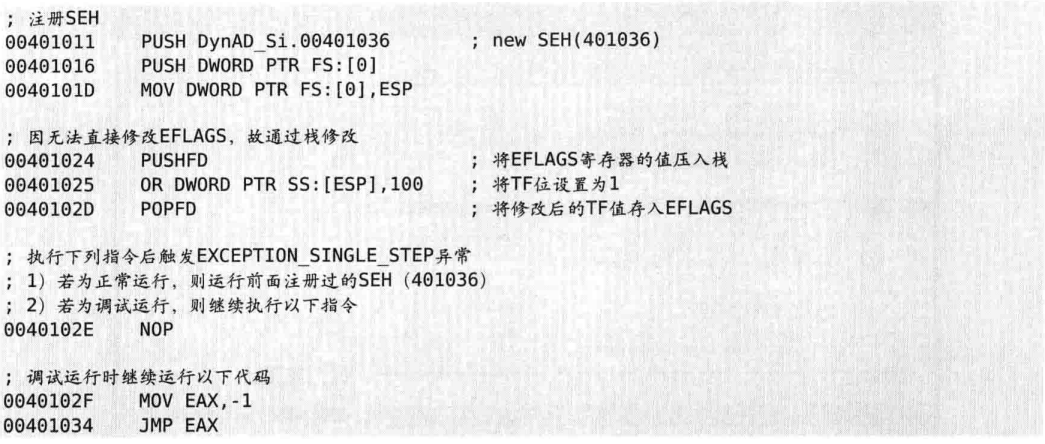 ; 注册SEH
00401011 PUSH DynAD_Si.00401036 ; new SEH(401036)
00401016 PUSH DWORD PTR FS:[0]
0040101D MOV DWORD PTR FS:[0],ESP
; 因无法直接修改EFLAGS，故通过栈修改
00401024 PUSHFD ; 将EFLAGS寄存器的值压入栈
00401025 OR DWORD PTR SS:[ESP],100 ; 将TF位设置为1
0040102D POPFD ; 将修改后的TF值存入EFLAGS
; 执行下列指令后触发EXCEPTION_SINGLE_STEP异常
; 1) 若为正常运行，则运行前面注册过的SEH (401036)
; 2) 若为调试运行，则继续执行以下指令
0040102E NOP
; 调试运行时继续运行以下代码
0040102F MOV EAX,-1
00401034 JMP EAX